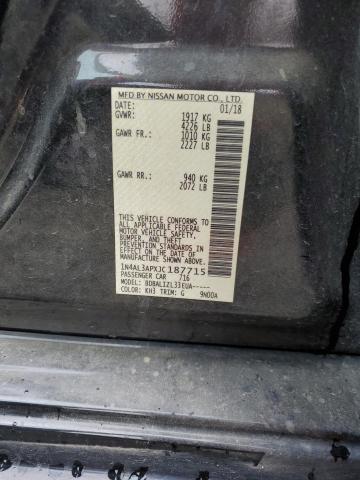 MFD BY NISSAN MOTOR CO., LTD.
DATE: 01/18
GVWR: 1917 KG
4226 LB
GAWR FR.: 1010 KG
2227 LB
GAWR RR.: 940 KG
2072 LB
THIS VEHICLE CONFORMS TO
ALL APPLICABLE FEDERAL
MOTOR VEHICLE SAFETY,
BUMPER, AND THEFT
PREVENTION STANDARDS IN
EFFECT ON THE DATE OF
MANUFACTURE SHOWN ABOVE.
1N4AL3APXJC187715
PASSENGER CAR 716
MODEL: BDBALIZL33EUA-----
COLOR: KH3 TRIM: G 9N00A